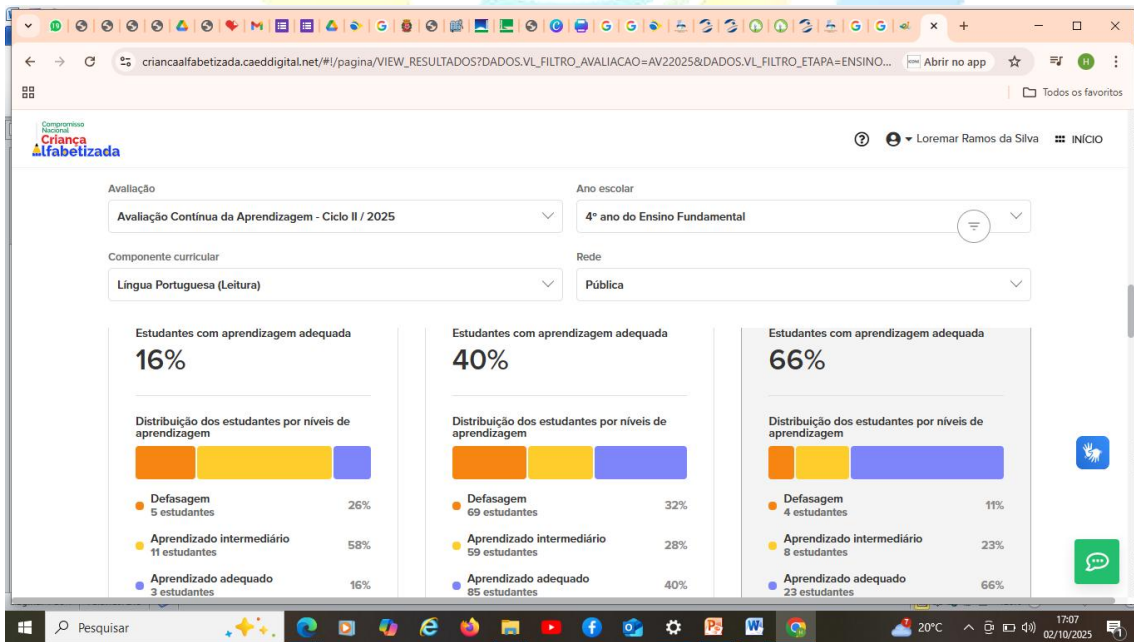 criancaalfabetizada.caeddigital.net/#!/pagina/VIEW_RESULTADOS?DADOS.VL_FILTRO_AVALIACAO=AV22025&DADOS.VL_FILTRO_ETAPA=ENSINO...
Abrir no app
Todos os favoritos
Compromisso
Nacional
Criança
Alfabetizada
Loremar Ramos da Silva
INÍCIO
Avaliação
Ano escolar
Avaliação Contínua da Aprendizagem - Ciclo II / 2025
4º ano do Ensino Fundamental
Componente curricular
Rede
Língua Portuguesa (Leitura)
Pública
Estudantes com aprendizagem adequada
16%
Distribuição dos estudantes por níveis de
aprendizagem
Defasagem
26%
5 estudantes
Aprendizado intermediário
58%
11 estudantes
Aprendizado adequado
16%
3 estudantes
Estudantes com aprendizagem adequada
40%
Distribuição dos estudantes por níveis de
aprendizagem
Defasagem
32%
69 estudantes
Aprendizado intermediário
28%
59 estudantes
Aprendizado adequado
40%
85 estudantes
Estudantes com aprendizagem adequada
66%
Distribuição dos estudantes por níveis de
aprendizagem
Defasagem
11%
4 estudantes
Aprendizado intermediário
23%
8 estudantes
Aprendizado adequado
66%
23 estudantes
Pesquisar
20°C
17:07
02/10/2025